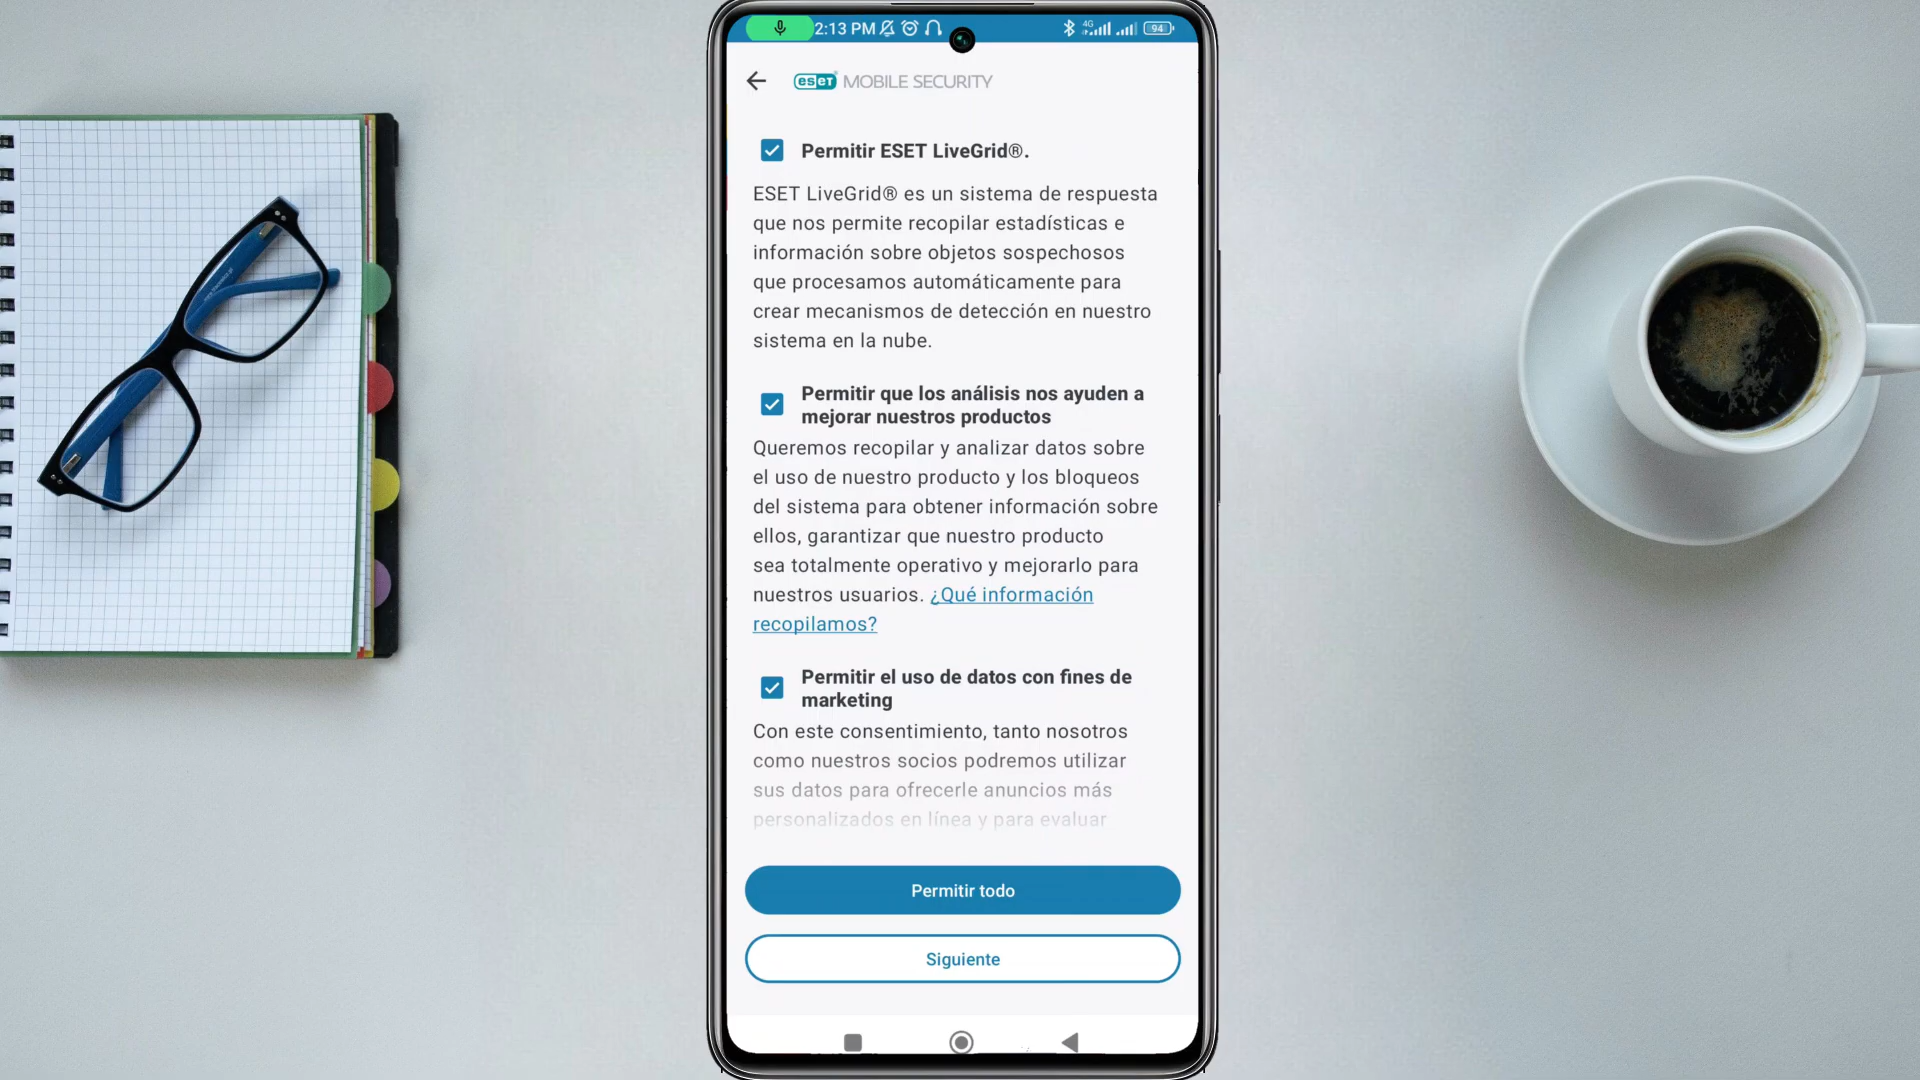 2:13 PM 4G 94
eset MOBILE SECURITY
Permitir ESET LiveGrid®.
ESET LiveGrid® es un sistema de respuesta
que nos permite recopilar estadísticas e
información sobre objetos sospechosos
que procesamos automáticamente para
crear mecanismos de detección en nuestro
sistema en la nube.
Permitir que los análisis nos ayuden a
mejorar nuestros productos
Queremos recopilar y analizar datos sobre
el uso de nuestro producto y los bloqueos
del sistema para obtener información sobre
ellos, garantizar que nuestro producto
sea totalmente operativo y mejorarlo para
nuestros usuarios. ¿Qué información
recopilamos?
Permitir el uso de datos con fines de
marketing
Con este consentimiento, tanto nosotros
como nuestros socios podremos utilizar
sus datos para ofrecerle anuncios más
personalizados en línea y para evaluar
Permitir todo
Siguiente